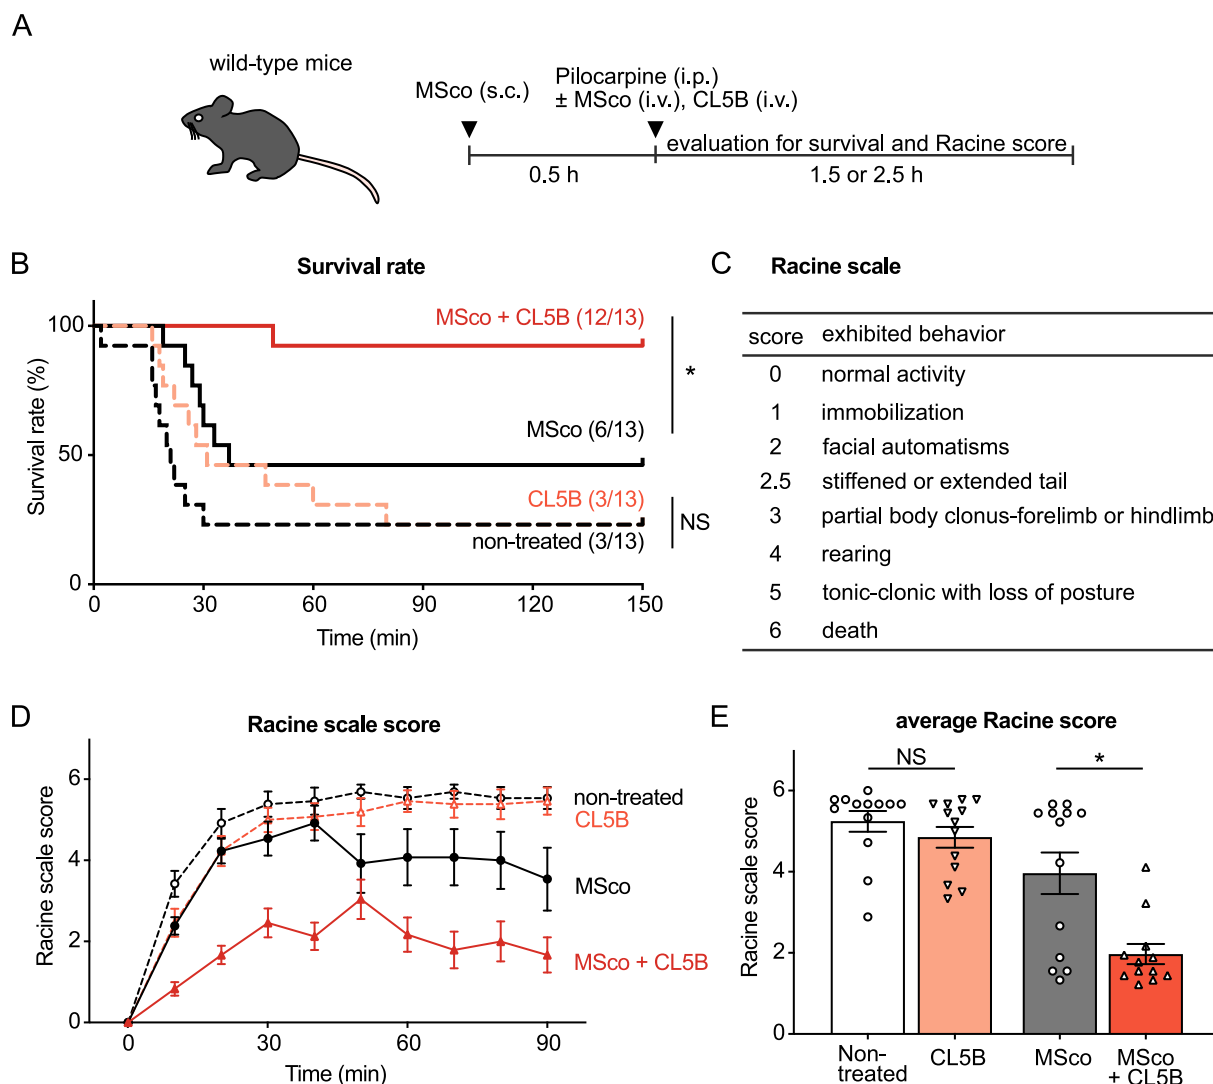 A
wild-type mice
MSco (s.c.)
Pilocarpine (i.p.)
± MSco (i.v.), CL5B (i.v.)
evaluation for survival and Racine score
0.5 h
1.5 or 2.5 h
B
Survival rate
Survival rate (%)
100
50
0
MSco + CL5B (12/13)
*
MSco (6/13)
CL5B (3/13)
NS
non-treated (3/13)
0 30 60 90 120 150
Time (min)
C
Racine scale
score exhibited behavior
0 normal activity
1 immobilization
2 facial automatisms
2.5 stiffened or extended tail
3 partial body clonus-forelimb or hindlimb
4 rearing
5 tonic-clonic with loss of posture
6 death
D
Racine scale score
Racine scale score
6
4
2
0
non-treated
CL5B
MSco
MSco + CL5B
0 30 60 90
Time (min)
E
average Racine score
Racine scale score
6
4
2
0
NS
*
Non-
treated
CL5B
MSco
MSco
+ CL5B